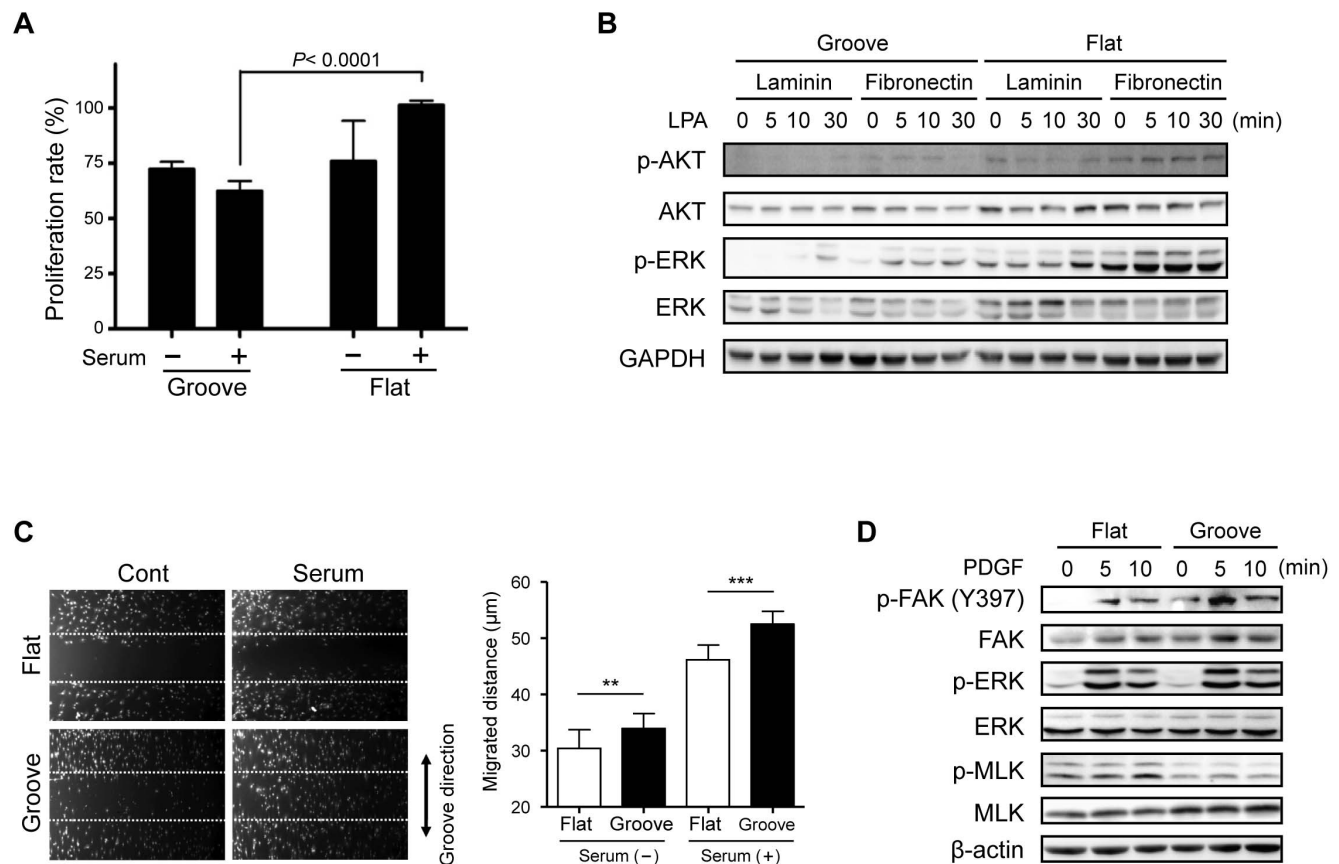 A
P< 0.0001
Proliferation rate (%)
100
75
50
25
0
Serum − + − +
Groove Flat
B
Groove Flat
Laminin Fibronectin Laminin Fibronectin
LPA 0 5 10 30 0 5 10 30 0 5 10 30 0 5 10 30 (min)
p-AKT
AKT
p-ERK
ERK
GAPDH
C
Cont Serum
Flat
Groove
Groove direction
Migrated distance (μm)
60
50
40
30
20
**
***
Flat Groove Flat Groove
Serum (−) Serum (+)
D
Flat Groove
PDGF 0 5 10 0 5 10 (min)
p-FAK (Y397)
FAK
p-ERK
ERK
p-MLK
MLK
β-actin